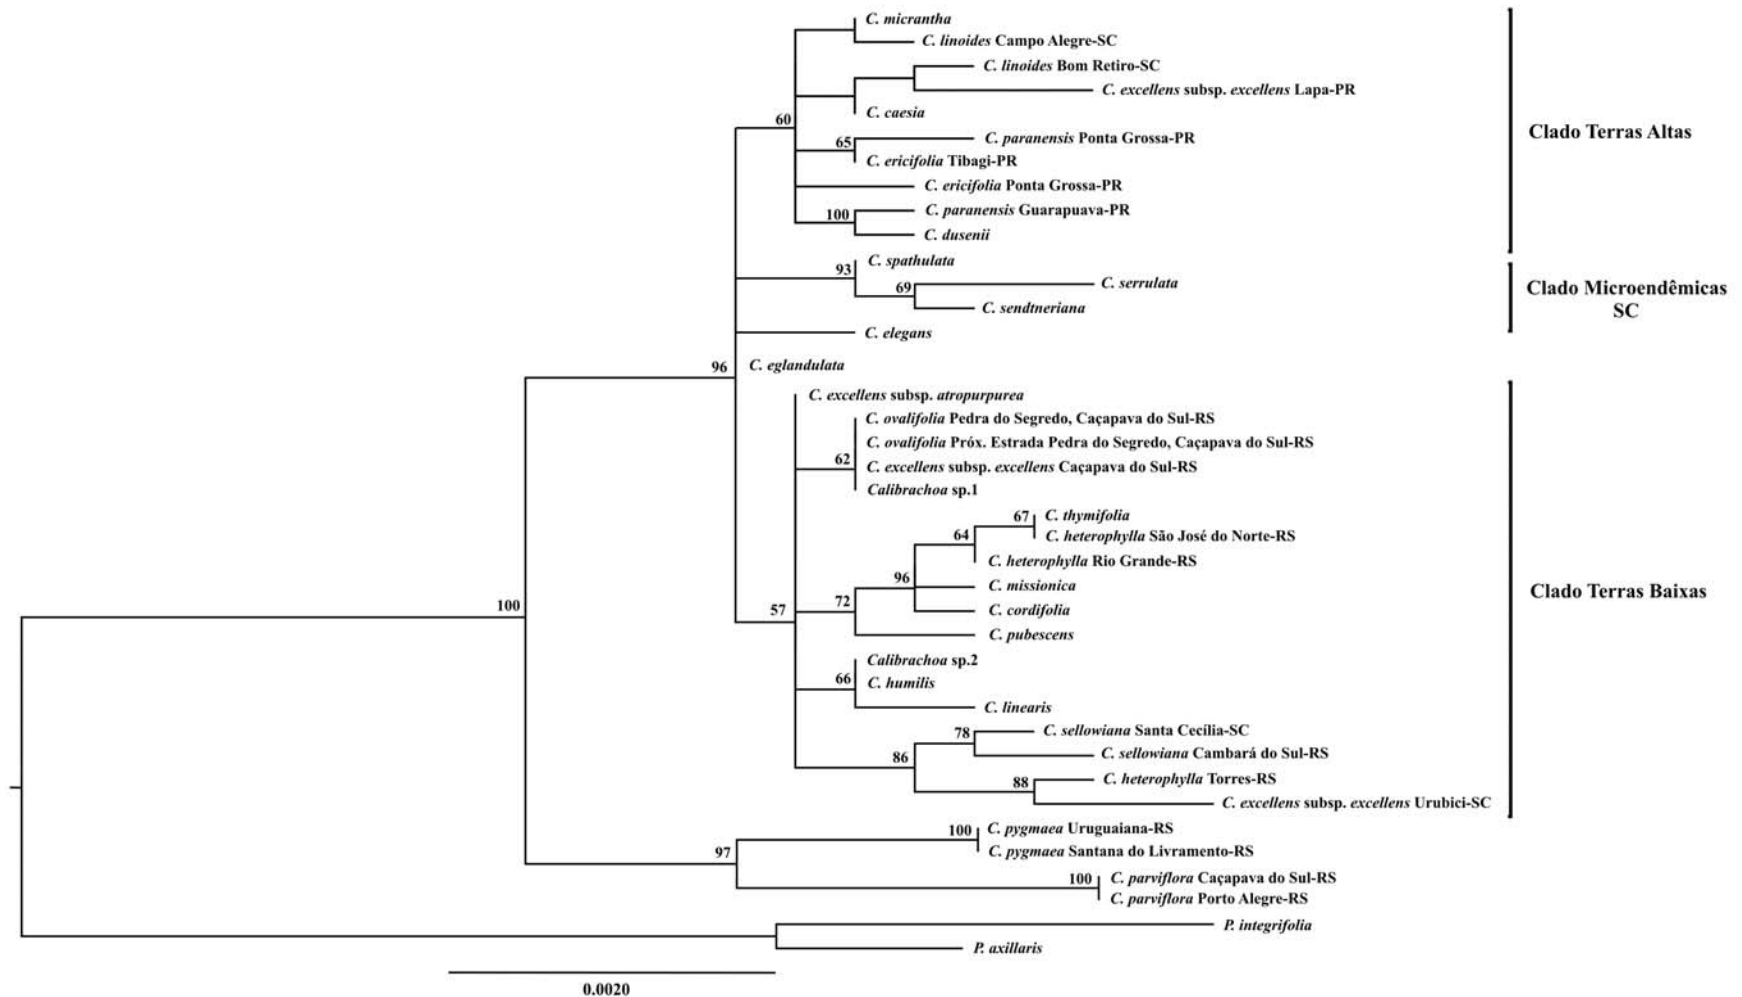 C. micrantha
C. linoides Campo Alegre-SC
C. linoides Bom Retiro-SC
C. excellens subsp. excellens Lapa-PR
C. caesia
60
65
C. paranensis Ponta Grossa-PR
C. ericifolia Tibagi-PR
C. ericifolia Ponta Grossa-PR
100
C. paranensis Guarapuava-PR
C. dusenii
Clado Terras Altas
93
C. spathulata
69
C. serrulata
C. sendtneriana
Clado Microendêmicas
SC
C. elegans
96
C. eglandulata
C. excellens subsp. atropurpurea
C. ovalifolia Pedra do Segredo, Caçapava do Sul-RS
C. ovalifolia Próx. Estrada Pedra do Segredo, Caçapava do Sul-RS
62
C. excellens subsp. excellens Caçapava do Sul-RS
Calibrachoa sp.1
67
C. thymifolia
64
C. heterophylla São José do Norte-RS
C. heterophylla Rio Grande-RS
96
C. missionica
72
C. cordifolia
57
C. pubescens
Clado Terras Baixas
Calibrachoa sp.2
66
C. humilis
C. linearis
78
C. sellowiana Santa Cecília-SC
86
C. sellowiana Cambará do Sul-RS
88
C. heterophylla Torres-RS
C. excellens subsp. excellens Urubici-SC
100
97
100
C. pygmaea Uruguaiana-RS
C. pygmaea Santana do Livramento-RS
100
C. parviflora Caçapava do Sul-RS
C. parviflora Porto Alegre-RS
P. integrifolia
P. axillaris
0.0020